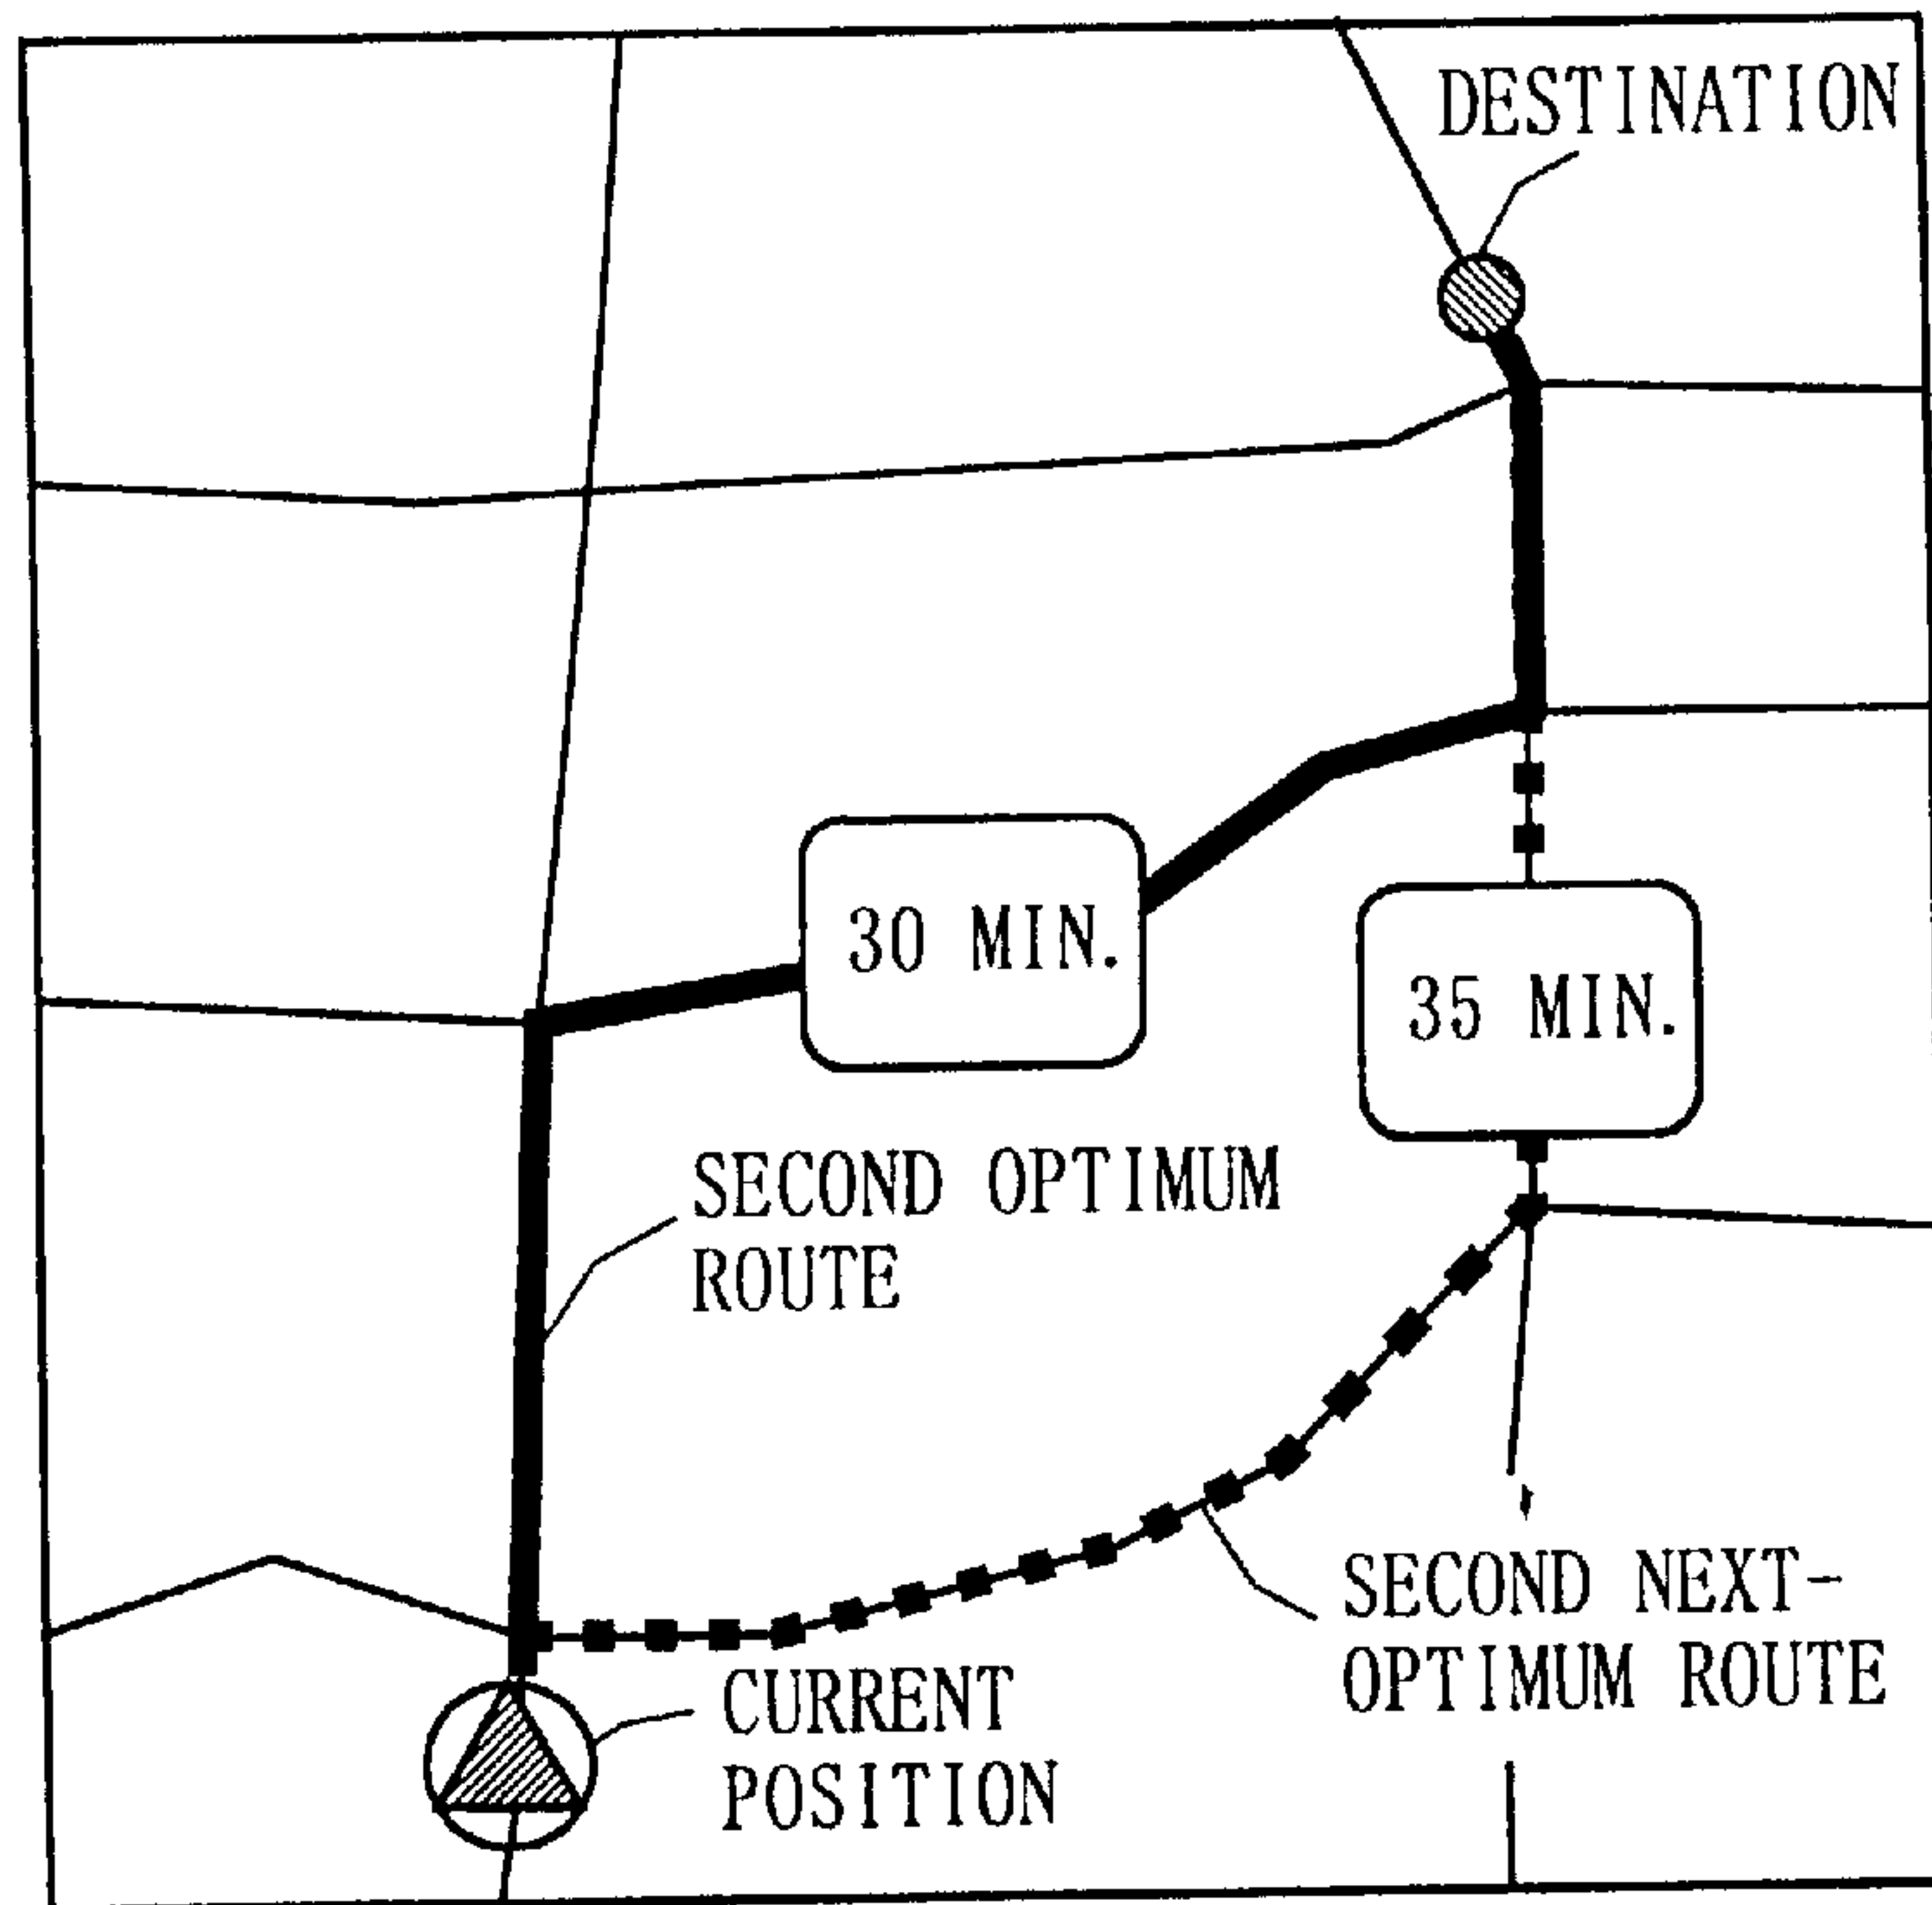 DESTINATION
30 MIN.
35 MIN.
SECOND OPTIMUM
ROUTE
SECOND NEXT-
OPTIMUM ROUTE
CURRENT
POSITION